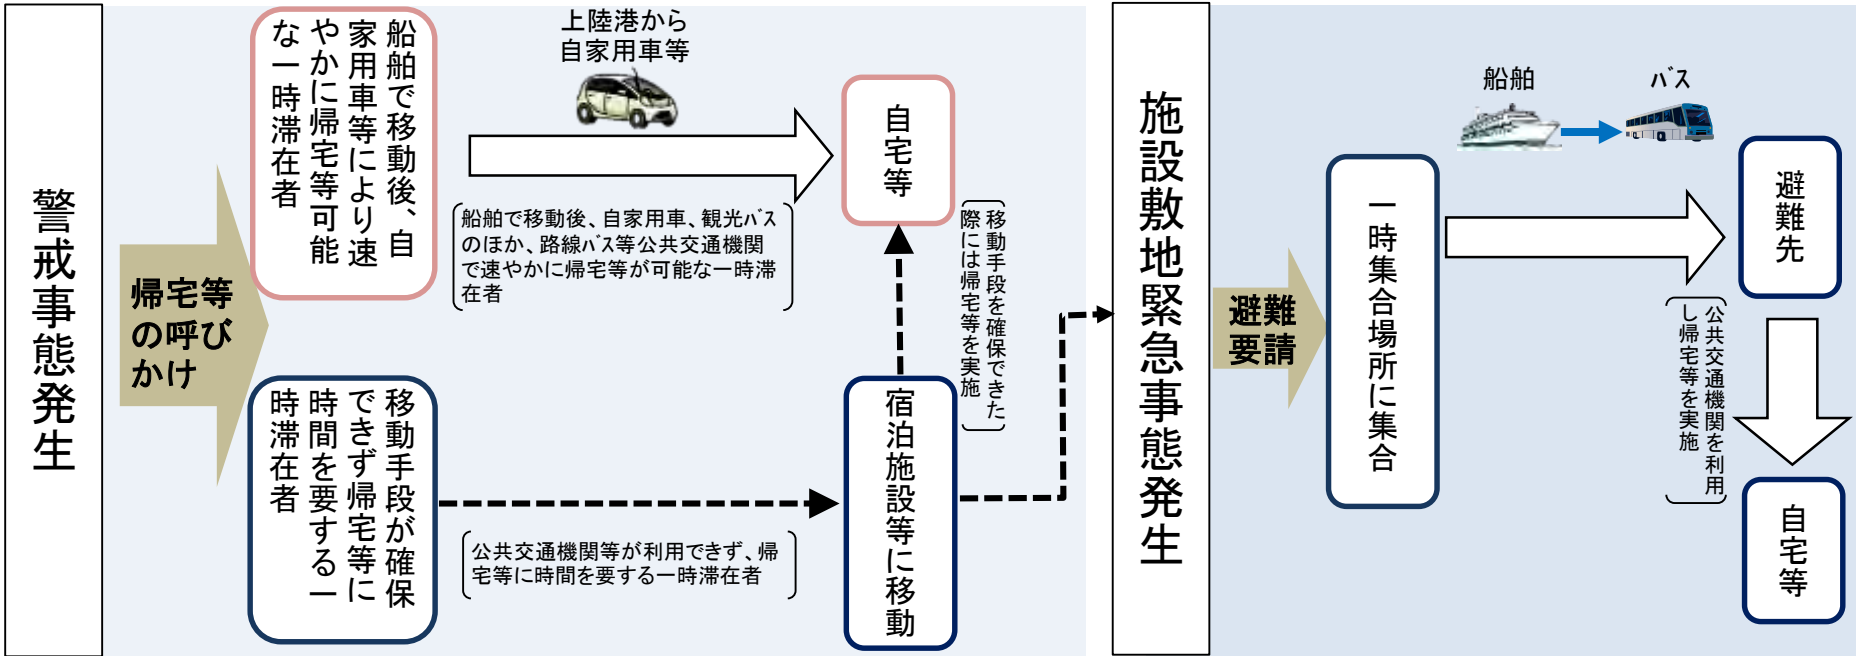 警戒事態発生
帰宅等
の呼び
かけ
船舶で移動後、自
家用車等により速
やかに帰宅等可能
な一時滞在者
上陸港から
自家用車等
船舶で移動後、自家用車、観光ﾊﾞｽ
のほか、路線ﾊﾞｽ等公共交通機関
で速やかに帰宅等が可能な一時滞
在者
自宅等
移動手段を確保できた
際には帰宅等を実施
移動手段が確保
できず帰宅等に
時間を要する一
時滞在者
公共交通機関等が利用できず、帰
宅等に時間を要する一時滞在者
宿泊施設等に移動
施設敷地緊急事態発生
避難
要請
一時集合場所に集合
船舶
ﾊﾞｽ
避難先
公共交通機関を利用
し帰宅等を実施
自宅等